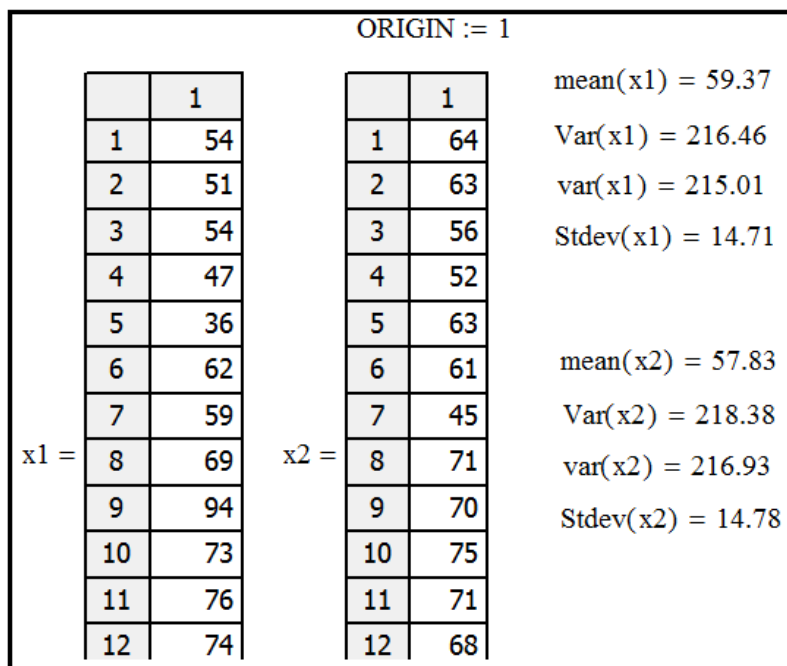 ORIGIN := 1
x1 =
1
1 54
2 51
3 54
4 47
5 36
6 62
7 59
8 69
9 94
10 73
11 76
12 74
x2 =
1
1 64
2 63
3 56
4 52
5 63
6 61
7 45
8 71
9 70
10 75
11 71
12 68
mean(x1) = 59.37
Var(x1) = 216.46
var(x1) = 215.01
Stdev(x1) = 14.71
mean(x2) = 57.83
Var(x2) = 218.38
var(x2) = 216.93
Stdev(x2) = 14.78